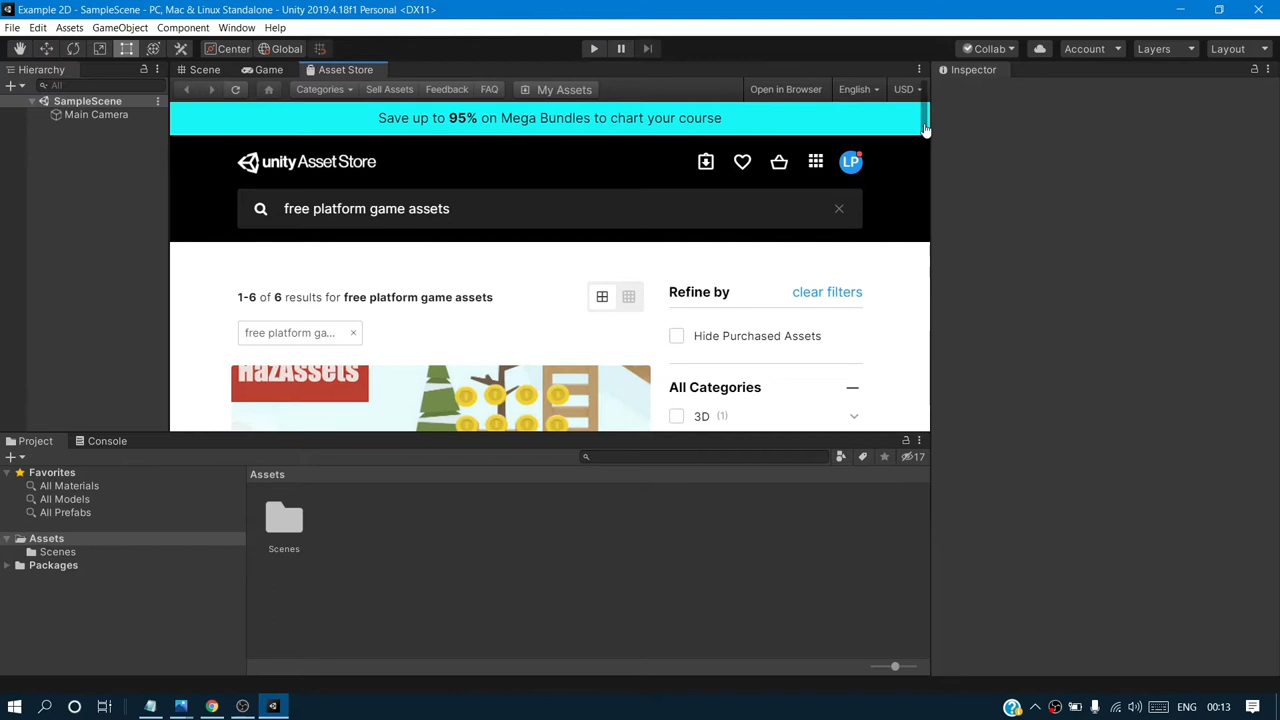 Example 2D - SampleScene - PC, Mac & Linux Standalone - Unity 2019.4.18f1 Personal <DX11>
File Edit Assets GameObject Component Window Help
Center Global Collab Account Layers Layout
Hierarchy Scene Game Asset Store Inspector
All Categories Sell Assets Feedback FAQ My Assets Open in Browser English USD
SampleScene
Main Camera
Save up to 95% on Mega Bundles to chart your course
unity Asset Store LP
free platform game assets
1-6 of 6 results for free platform game assets
Refine by clear filters
free platform ga...
Hide Purchased Assets
HazAssets
All Categories
3D (1)
Project Console
17
Favorites
All Materials
All Models
All Prefabs
Assets
Scenes
Packages
Assets
Scenes
ENG 00:13